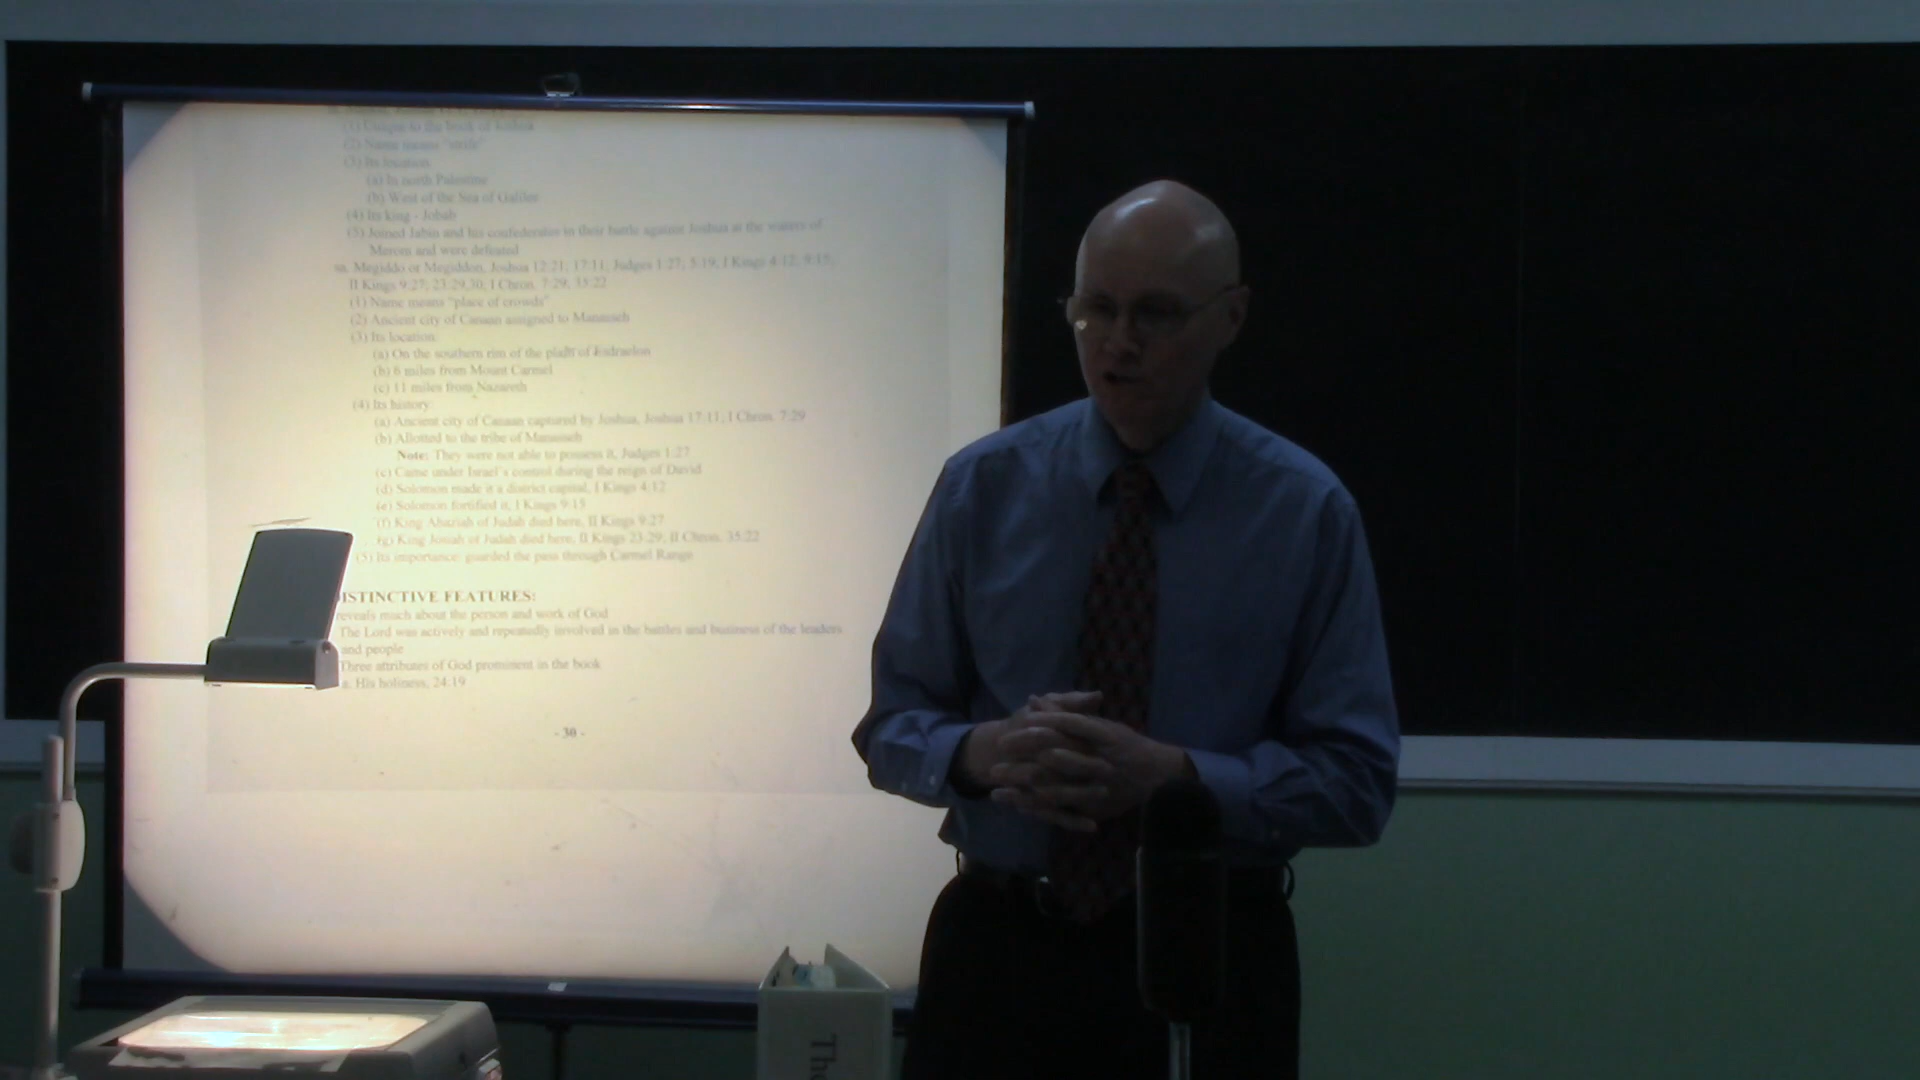 (1) Unique to the book of Joshua
(2) Name means "strife"
(3) Its location
(a) In north Palestine
(b) West of the Sea of Galilee
(4) Its king - Jobab
(5) Joined Jabin and his confederates in their battle against Joshua at the waters of
Merom and were defeated
Megiddo or Megiddon, Joshua 12:21; 17:11; Judges 1:27; 5:19; I Kings 4:12; 9:15;
II Kings 9:27; 23:29,30; I Chron. 7:29; 35:22
(1) Name means "place of crowds"
(2) Ancient city of Canaan assigned to Manasseh
(3) Its location:
(a) On the southern rim of the plain of Esdraelon
(b) 6 miles from Mount Carmel
(c) 11 miles from Nazareth
(4) Its history:
(a) Ancient city of Canaan captured by Joshua, Joshua 17:11; I Chron. 7:29
(b) Allotted to the tribe of Manasseh
Note: They were not able to possess it, Judges 1:27
(c) Came under Israel's control during the reign of David
(d) Solomon made it a district capital, I Kings 4:12
(e) Solomon fortified it, I Kings 9:15
(f) King Ahaziah of Judah died here, II Kings 9:27
(g) King Josiah of Judah died here, II Kings 23:29; II Chron. 35:22
(5) Its importance: guarded the pass through Carmel Range
ISTINCTIVE FEATURES:
reveals much about the person and work of God
The Lord was actively and repeatedly involved in the battles and business of the leaders
and people
Three attributes of God prominent in the book
a. His holiness, 24:19
- 30 -
The